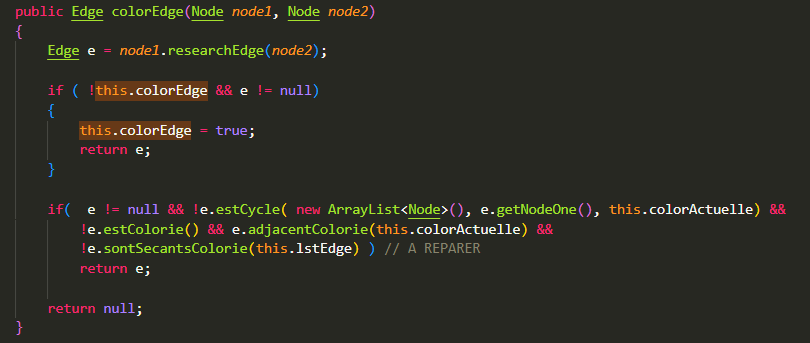 public Edge colorEdge(Node node1, Node node2)
{
    Edge e = node1.researchEdge(node2);
    if ( !this.colorEdge && e != null)
    {
        this.colorEdge = true;
        return e;
    }
    if(  e != null && !e.estCycle( new ArrayList<Node>(), e.getNodeOne(), this.colorActuelle) &&
        !e.estColorie() && e.adjacentColorie(this.colorActuelle) &&
        !e.sontSecantsColorie(this.lstEdge) ) // A REPARER
        return e;
    return null;
}